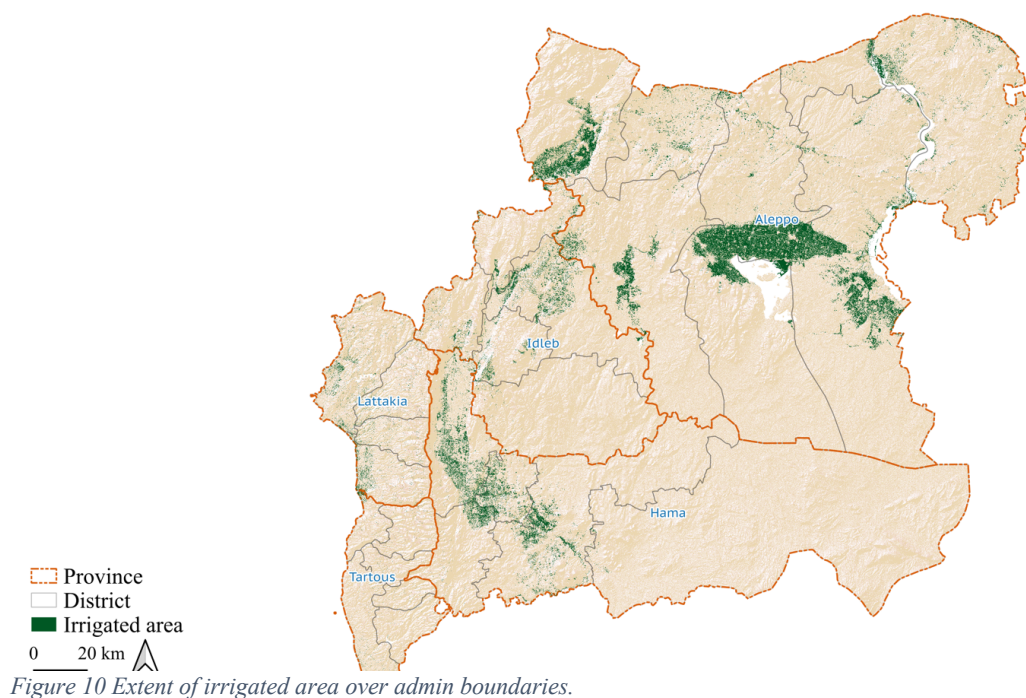 Aleppo
Idleb
Lattakia
Hama
Tartous
Province
District
Irrigated area
0 20 km
Figure 10 Extent of irrigated area over admin boundaries.